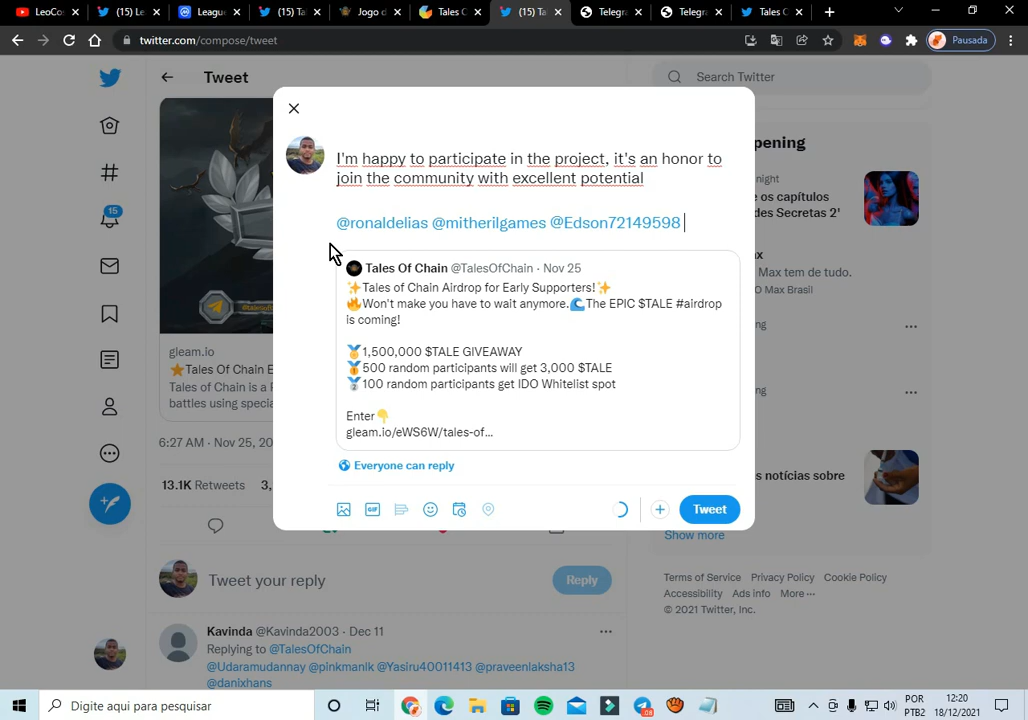 LeoCos
(15) Le
League
(15) Ta
Jogo d
Tales C
(15) Ta
Telegra
Telegra
Tales C
twitter.com/compose/tweet
Pausada
Tweet
Search Twitter
I'm happy to participate in the project, it's an honor to
join the community with excellent potential
@ronaldelias @mitherilgames @Edson72149598
Tales Of Chain @TalesOfChain · Nov 25
✨Tales of Chain Airdrop for Early Supporters!✨
🔥Won't make you have to wait anymore.🌊The EPIC $TALE #airdrop
is coming!
🥇1,500,000 $TALE GIVEAWAY
🥇500 random participants will get 3,000 $TALE
🥈100 random participants get IDO Whitelist spot
Enter👇
gleam.io/eWS6W/tales-of...
Everyone can reply
GIF
Tweet
15
gleam.io
⭐Tales Of Chain E
Tales of Chain is a
battles using specia
6:27 AM · Nov 25, 20
13.1K Retweets 3,
Tweet your reply
Reply
Kavinda @Kavinda2003 · Dec 11
Replying to @TalesOfChain
@Udaramudannay @pinkmanlk @Yasiru40011413 @praveenlaksha13
@danixhans
pening
night
os capítulos
des Secretas 2'
ax
Max tem de tudo.
O Max Brasil
ng
ng
s notícias sobre
Show more
Terms of Service Privacy Policy Cookie Policy
Accessibility Ads info More ···
© 2021 Twitter, Inc.
Digite aqui para pesquisar
POR
PTB2
12:20
18/12/2021